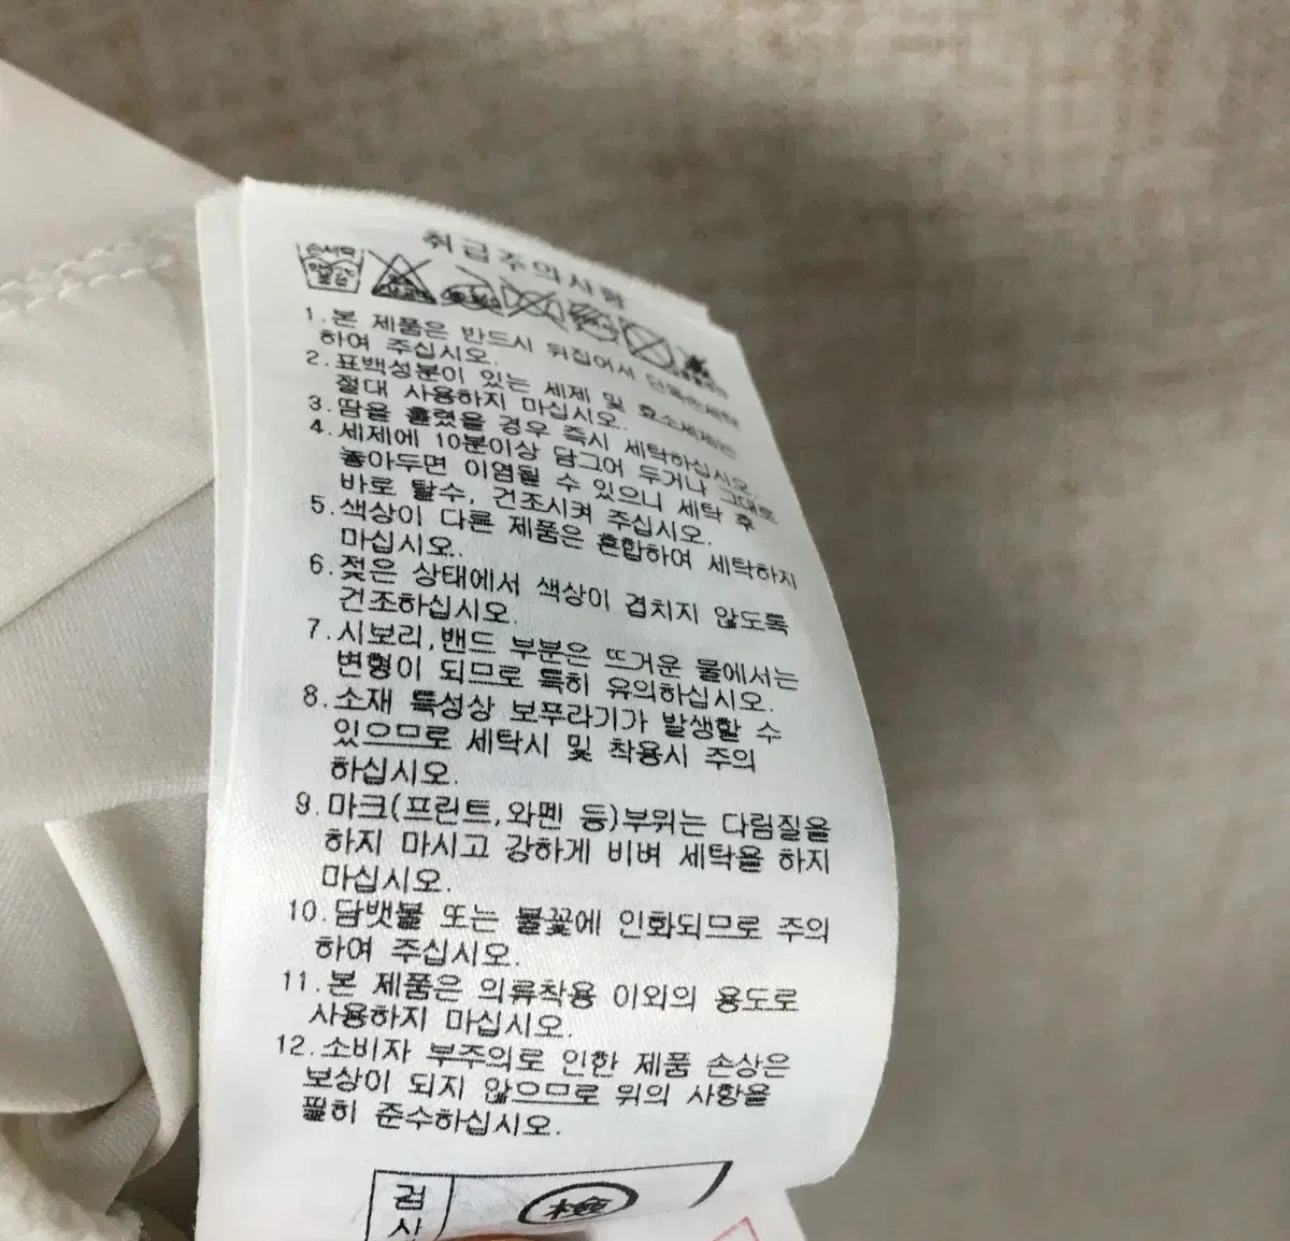 취급주의사항
손세탁
약 30℃ 중성
1. 본 제품은 반드시 뒤집어서 단독손세탁
하여 주십시오.
2. 표백성분이 있는 세제 및 효소세제는
절대 사용하지 마십시오.
3. 땀을 흘렸을 경우 즉시 세탁하십시오.
4. 세제에 10분이상 담그어 두거나 그대로
놓아두면 이염될 수 있으니 세탁 후
바로 탈수, 건조시켜 주십시오.
5. 색상이 다른 제품은 혼합하여 세탁하지
마십시오.
6. 젖은 상태에서 색상이 겹치지 않도록
건조하십시오.
7. 시보리,밴드 부분은 뜨거운 물에서는
변형이 되므로 특히 유의하십시오.
8. 소재 특성상 보푸라기가 발생할 수
있으므로 세탁시 및 착용시 주의
하십시오.
9. 마크(프린트,와펜 등)부위는 다림질을
하지 마시고 강하게 비벼 세탁을 하지
마십시오.
10. 담뱃불 또는 불꽃에 인화되므로 주의
하여 주십시오.
11. 본 제품은 의류착용 이외의 용도로
사용하지 마십시오.
12. 소비자 부주의로 인한 제품 손상은
보상이 되지 않으므로 위의 사항을
필히 준수하십시오.
검
사
檢